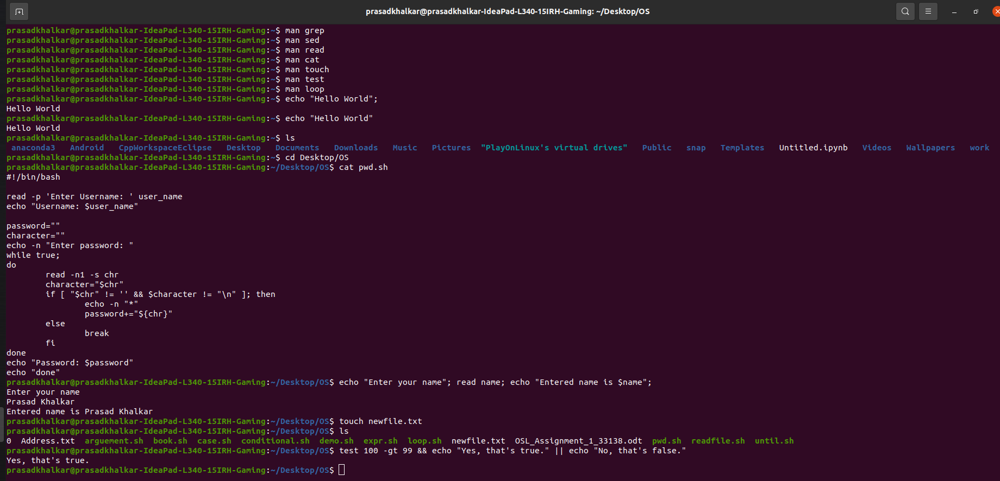 prasadkhalkar@prasadkhalkar-IdeaPad-L340-15IRH-Gaming: ~/Desktop/OS
prasadkhalkar@prasadkhalkar-IdeaPad-L340-15IRH-Gaming:~$ man grep
prasadkhalkar@prasadkhalkar-IdeaPad-L340-15IRH-Gaming:~$ man sed
prasadkhalkar@prasadkhalkar-IdeaPad-L340-15IRH-Gaming:~$ man read
prasadkhalkar@prasadkhalkar-IdeaPad-L340-15IRH-Gaming:~$ man cat
prasadkhalkar@prasadkhalkar-IdeaPad-L340-15IRH-Gaming:~$ man touch
prasadkhalkar@prasadkhalkar-IdeaPad-L340-15IRH-Gaming:~$ man test
prasadkhalkar@prasadkhalkar-IdeaPad-L340-15IRH-Gaming:~$ man loop
prasadkhalkar@prasadkhalkar-IdeaPad-L340-15IRH-Gaming:~$ echo "Hello World";
Hello World
prasadkhalkar@prasadkhalkar-IdeaPad-L340-15IRH-Gaming:~$ echo "Hello World"
Hello World
prasadkhalkar@prasadkhalkar-IdeaPad-L340-15IRH-Gaming:~$ ls
 anaconda3   Android   CppWorkspaceEclipse   Desktop   Documents   Downloads   Music   Pictures  "PlayOnLinux's virtual drives"   Public   snap   Templates   Untitled.ipynb   Videos   Wallpapers   work
prasadkhalkar@prasadkhalkar-IdeaPad-L340-15IRH-Gaming:~$ cd Desktop/OS
prasadkhalkar@prasadkhalkar-IdeaPad-L340-15IRH-Gaming:~/Desktop/OS$ cat pwd.sh
#!/bin/bash

read -p 'Enter Username: ' user_name
echo "Username: $user_name"

password=""
character=""
echo -n "Enter password: "
while true;
do
        read -n1 -s chr
        character="$chr"
        if [ "$chr" != '' && $character != "\n" ]; then
                echo -n "*"
                password+="${chr}"
        else
                break
        fi
done
echo "Password: $password"
echo "done"
prasadkhalkar@prasadkhalkar-IdeaPad-L340-15IRH-Gaming:~/Desktop/OS$ echo "Enter your name"; read name; echo "Entered name is $name";
Enter your name
Prasad Khalkar
Entered name is Prasad Khalkar
prasadkhalkar@prasadkhalkar-IdeaPad-L340-15IRH-Gaming:~/Desktop/OS$ touch newfile.txt
prasadkhalkar@prasadkhalkar-IdeaPad-L340-15IRH-Gaming:~/Desktop/OS$ ls
0  Address.txt  arguement.sh  book.sh  case.sh  conditional.sh  demo.sh  expr.sh  loop.sh  newfile.txt  OSL_Assignment_1_33138.odt  pwd.sh  readfile.sh  until.sh
prasadkhalkar@prasadkhalkar-IdeaPad-L340-15IRH-Gaming:~/Desktop/OS$ test 100 -gt 99 && echo "Yes, that's true." || echo "No, that's false."
Yes, that's true.
prasadkhalkar@prasadkhalkar-IdeaPad-L340-15IRH-Gaming:~/Desktop/OS$